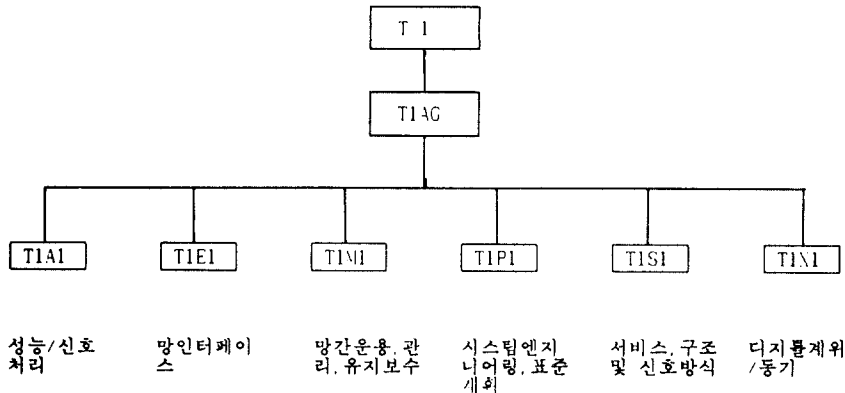 T 1
T1AG
T1A1
T1E1
T1M1
T1P1
T1S1
T1X1
성능/신호
처리
망인터페이
스
망간운용, 관
리, 유지보수
시스템엔지
니어링, 표준
계획
서비스, 구조
및 신호방식
디지틀계위
/동기